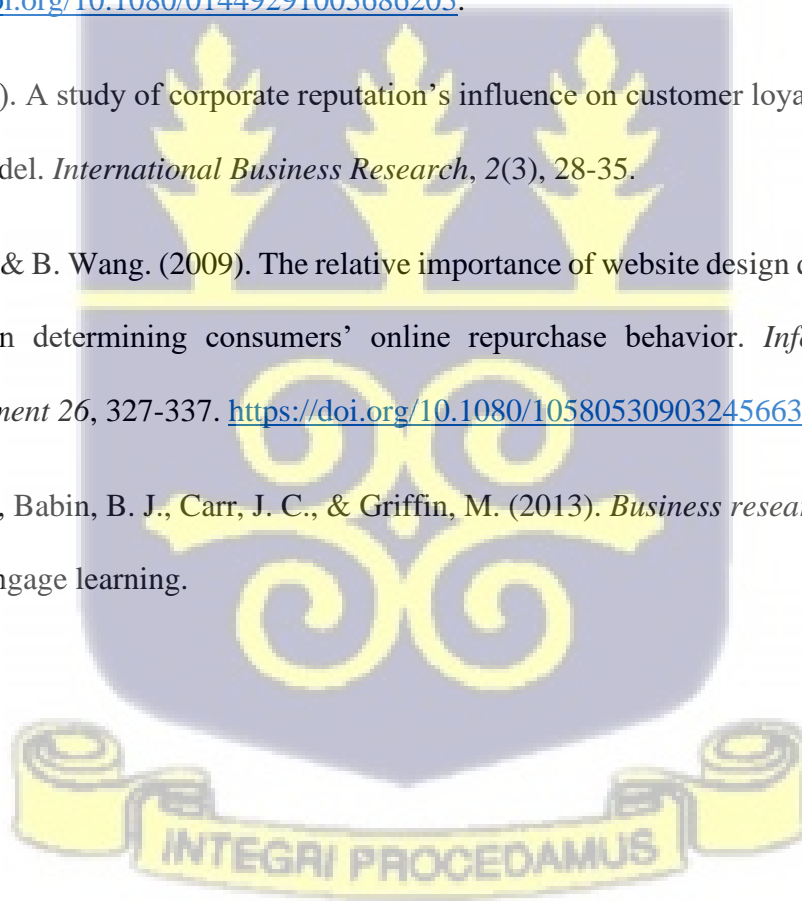 oi.org/10.1080/01449291003686203.
). A study of corporate reputation’s influence on customer loya
del. International Business Research, 2(3), 28-35.
& B. Wang. (2009). The relative importance of website design
n determining consumers’ online repurchase behavior. Inf
ment 26, 327-337. https://doi.org/10.1080/10580530903245663
, Babin, B. J., Carr, J. C., & Griffin, M. (2013). Business resear
ngage learning.
INTEGRI PROCEDAMUS